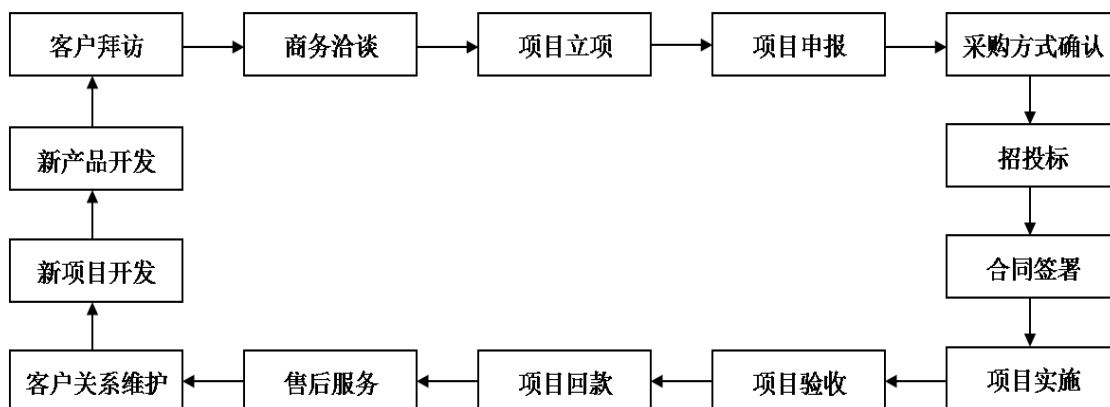 客户拜访
商务洽谈
项目立项
项目申报
采购方式确认
招投标
合同签署
项目实施
项目验收
项目回款
售后服务
客户关系维护
新项目开发
新产品开发